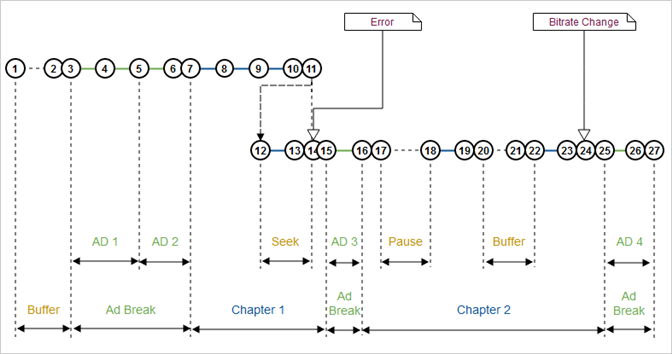 Error
Bitrate Change
1 2 3 4 5 6 7 8 9 10 11
12 13 14 15 16 17 18 19 20 21 22 23 24 25 26 27
AD 1 AD 2 Seek AD 3 Pause Buffer AD 4
Buffer Ad Break Chapter 1 Ad Break Chapter 2 Ad Break